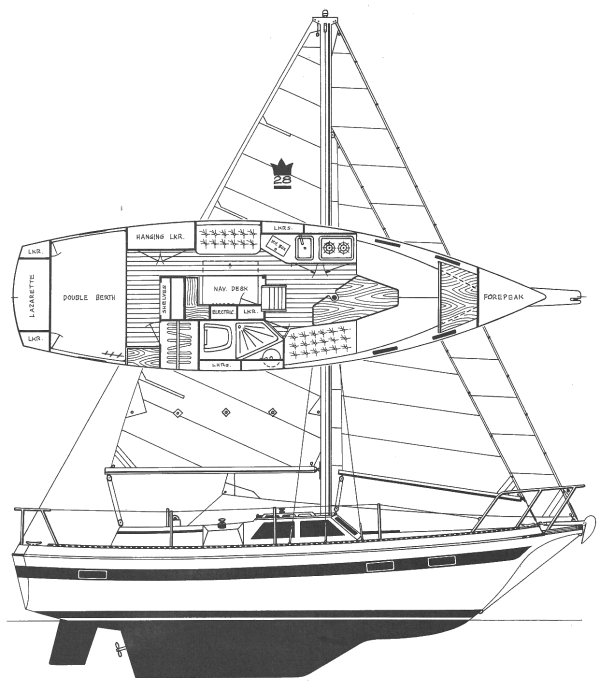 28
LKRS.
HANGING LKR.
ICE BOX
LKR.
LAZARETTE
DOUBLE BERTH
SHELVES
NAV. DESK
FOREPEAK
ELECTRIC
LKR.
LKR.
LKRS.